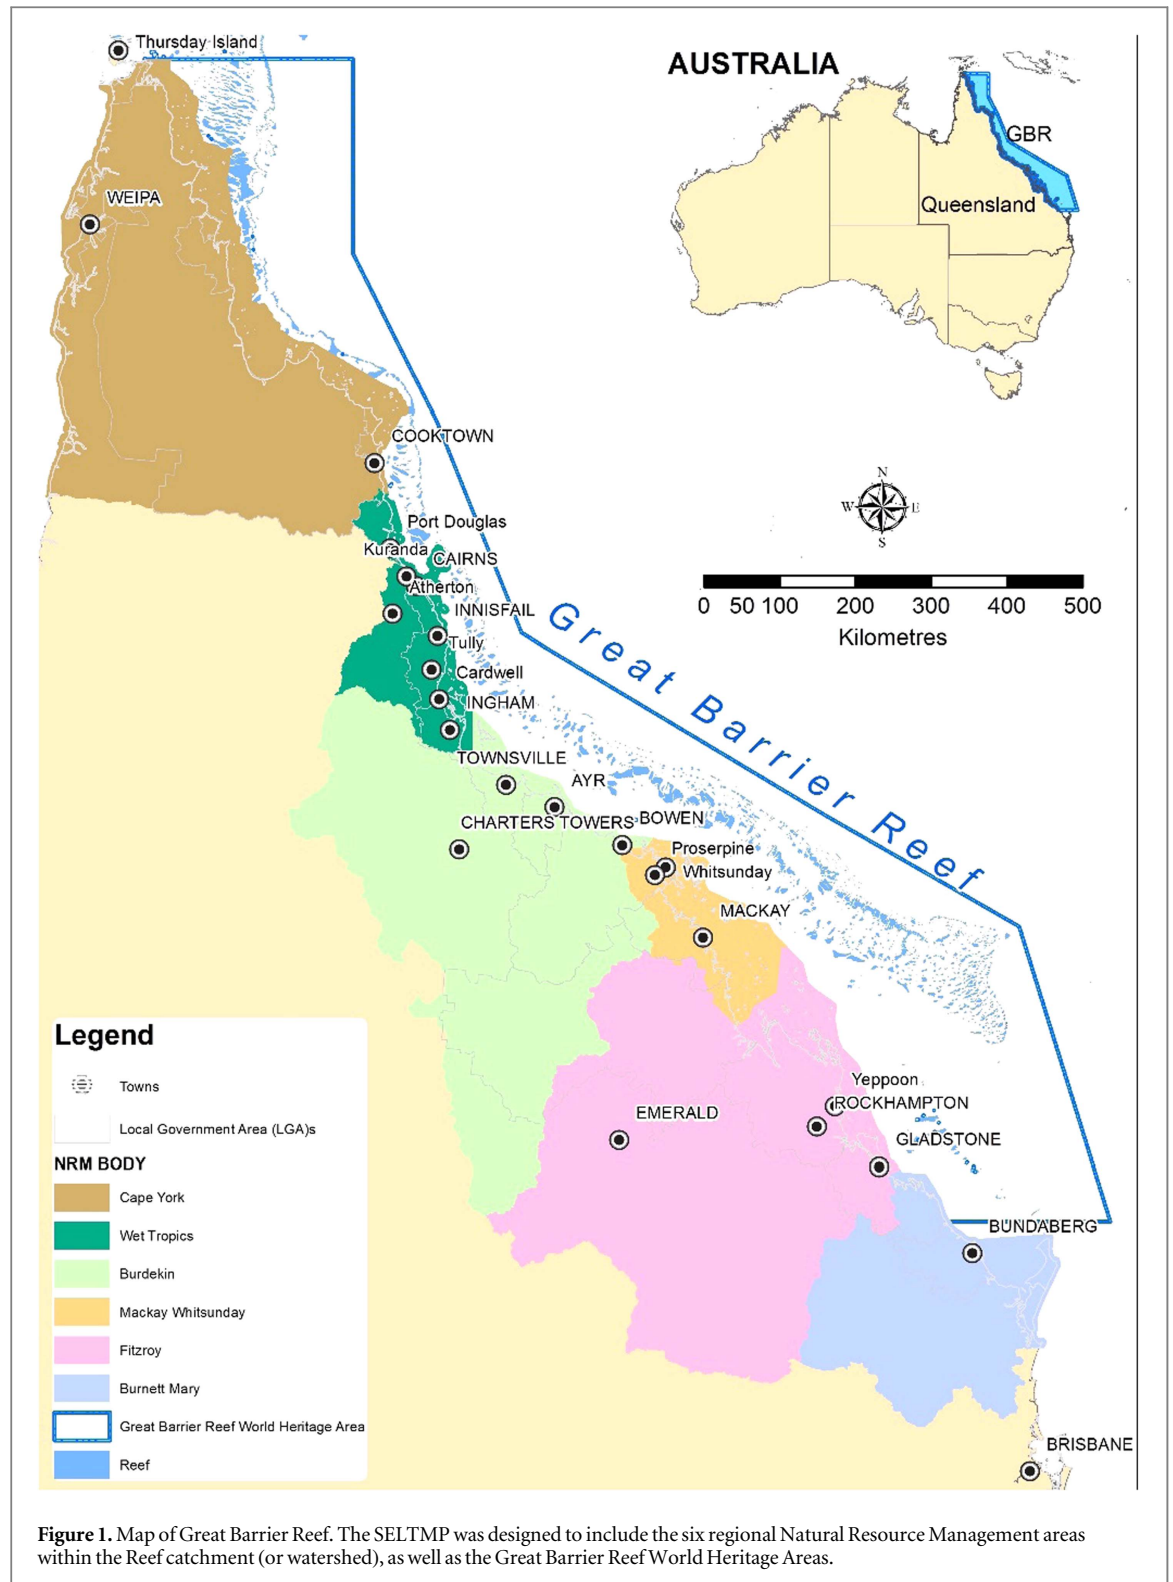 Thursday Island
AUSTRALIA
GBR
Queensland
WEIPA
COOKTOWN
N
W E
S
Port Douglas
Kuranda
CAIRNS
Atherton
INNISFAIL
Tully
Cardwell
INGHAM
0 50 100 200 300 400 500
Kilometres
Great Barrier Reef
TOWNSVILLE
AYR
CHARTERS TOWERS
BOWEN
Proserpine
Whitsunday
MACKAY
Yeppoon
ROCKHAMPTON
EMERALD
GLADSTONE
BUNDABERG
BRISBANE
Legend
Towns
Local Government Area (LGA)s
NRM BODY
Cape York
Wet Tropics
Burdekin
Mackay Whitsunday
Fitzroy
Burnett Mary
Great Barrier Reef World Heritage Area
Reef
Figure 1. Map of Great Barrier Reef. The SELTMP was designed to include the six regional Natural Resource Management areas
within the Reef catchment (or watershed), as well as the Great Barrier Reef World Heritage Areas.